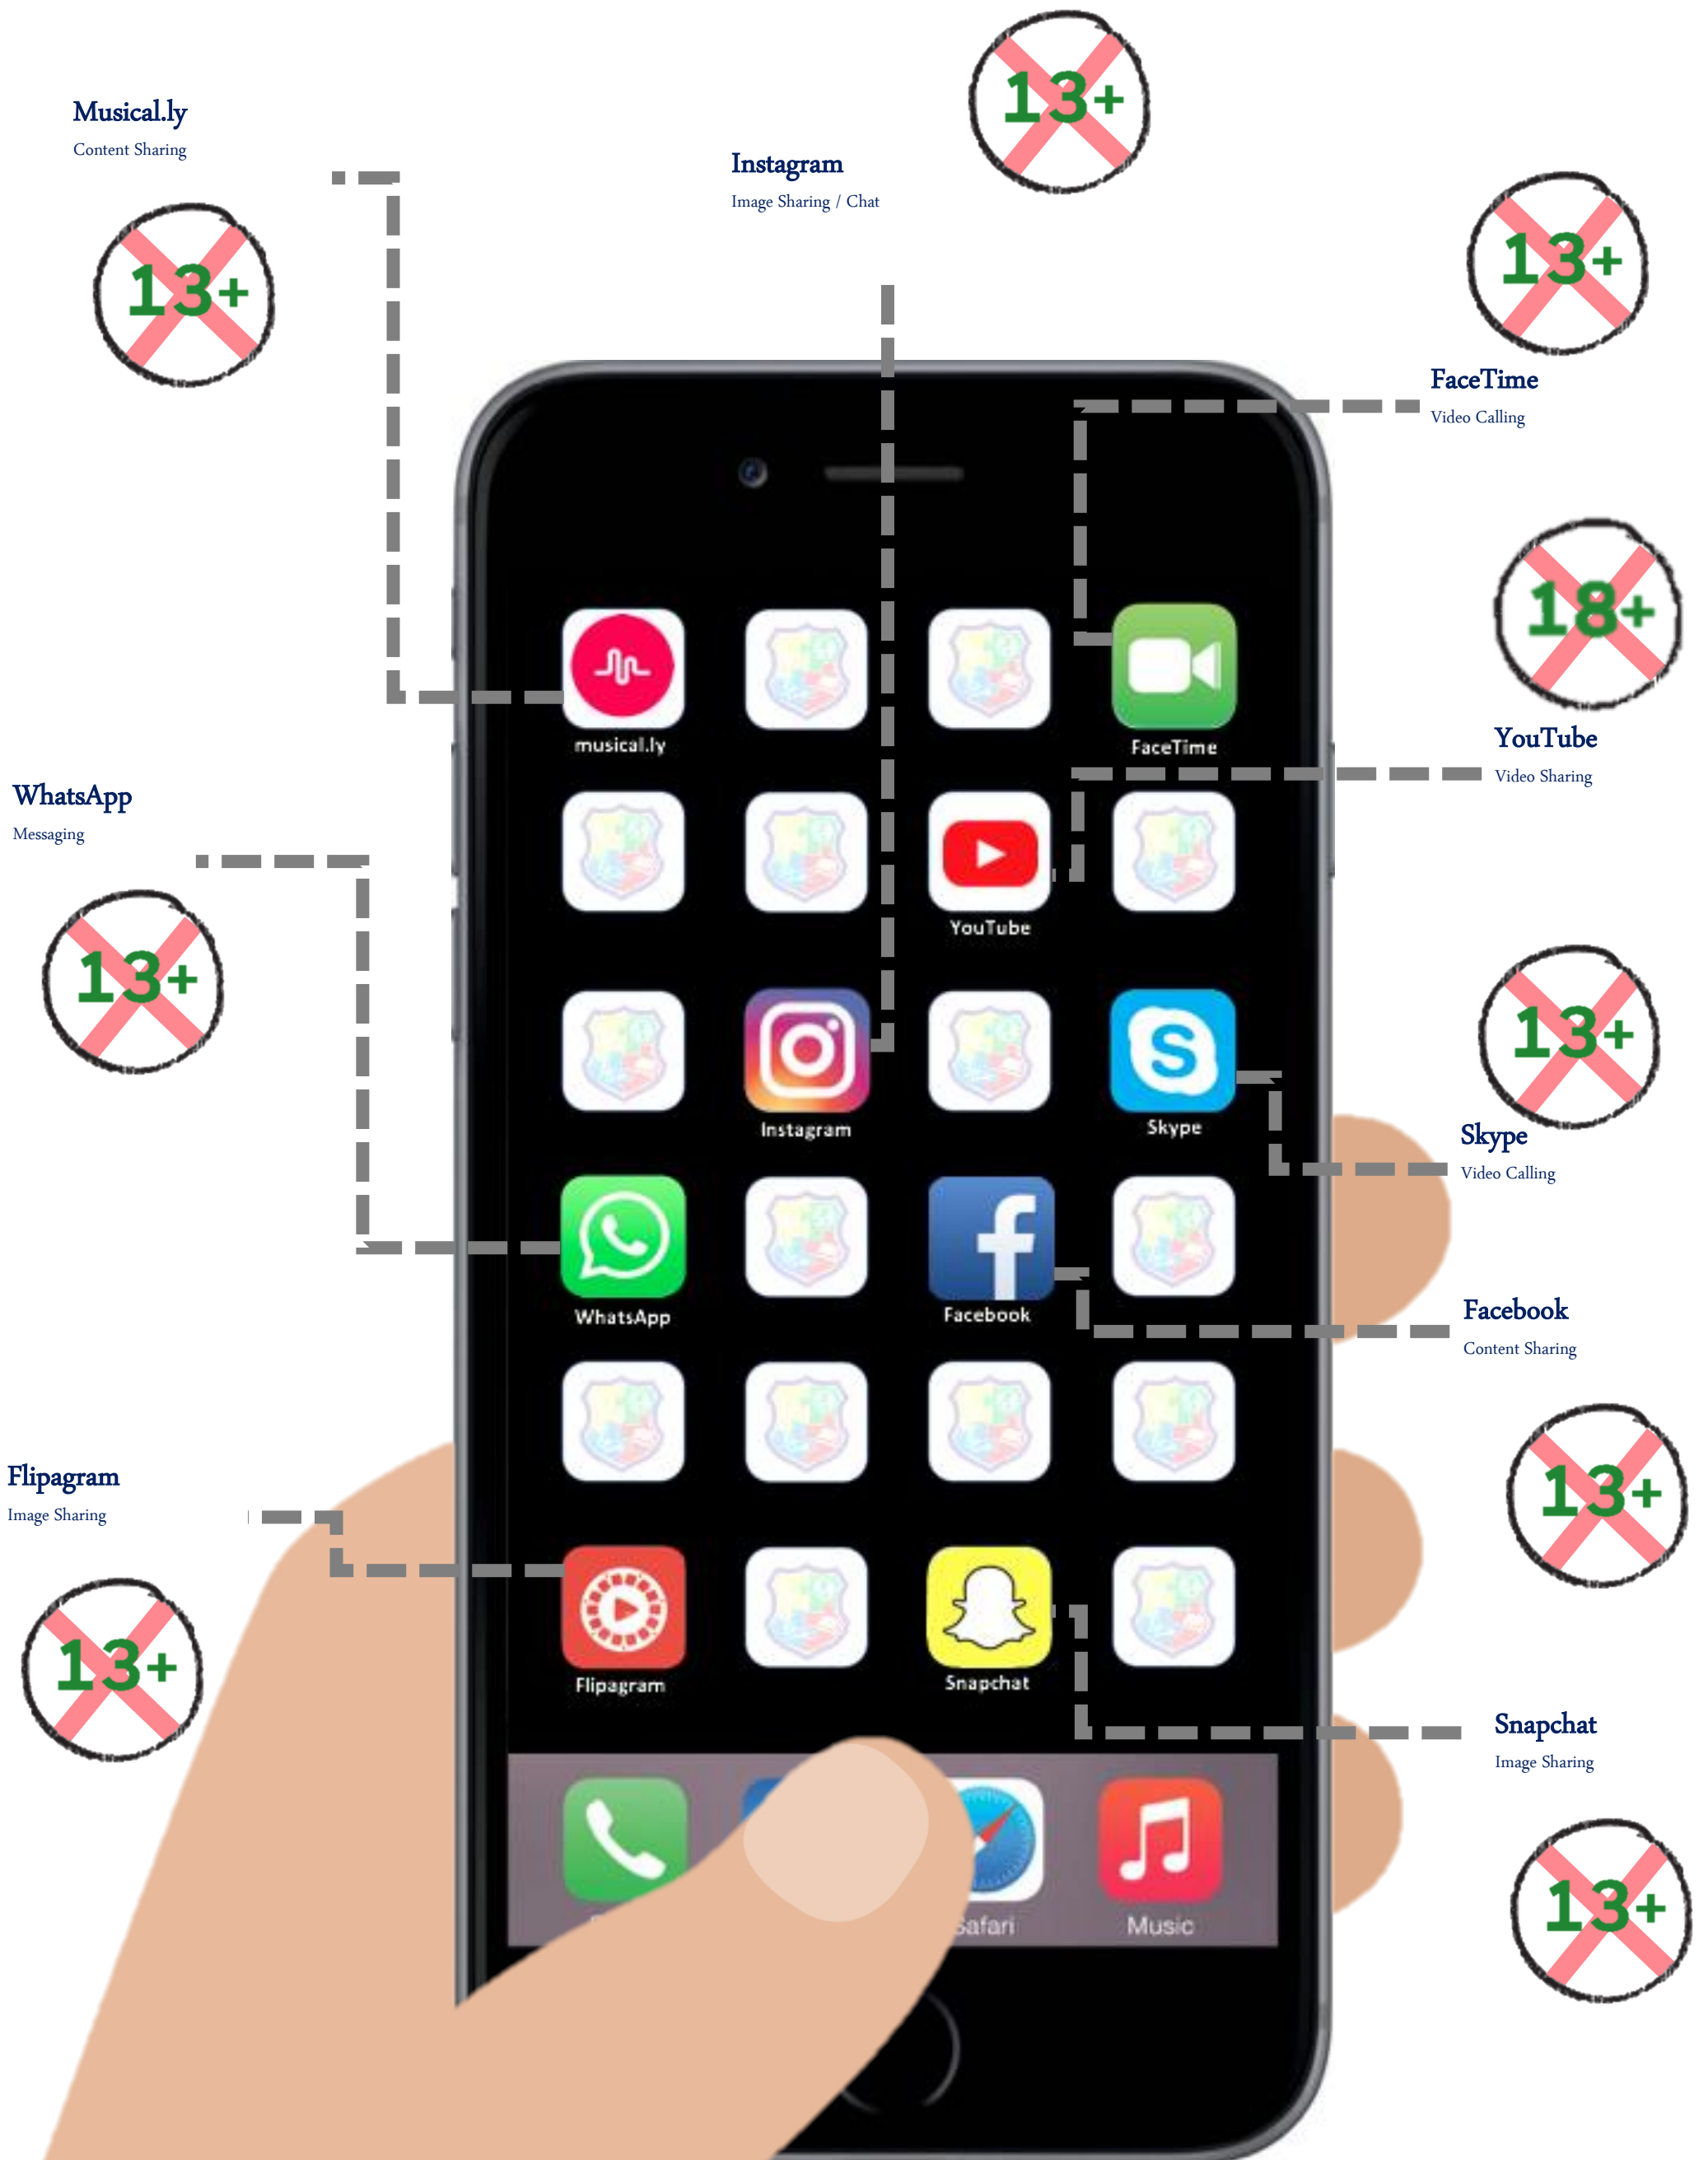 13+
Musical.ly
Content Sharing
13+
Instagram
Image Sharing / Chat
13+
FaceTime
Video Calling
18+
YouTube
Video Sharing
WhatsApp
Messaging
13+
13+
Skype
Video Calling
Facebook
Content Sharing
13+
Flipagram
Image Sharing
13+
Snapchat
Image Sharing
13+
musical.ly
FaceTime
YouTube
Instagram
Skype
WhatsApp
Facebook
Flipagram
Snapchat
Safari
Music